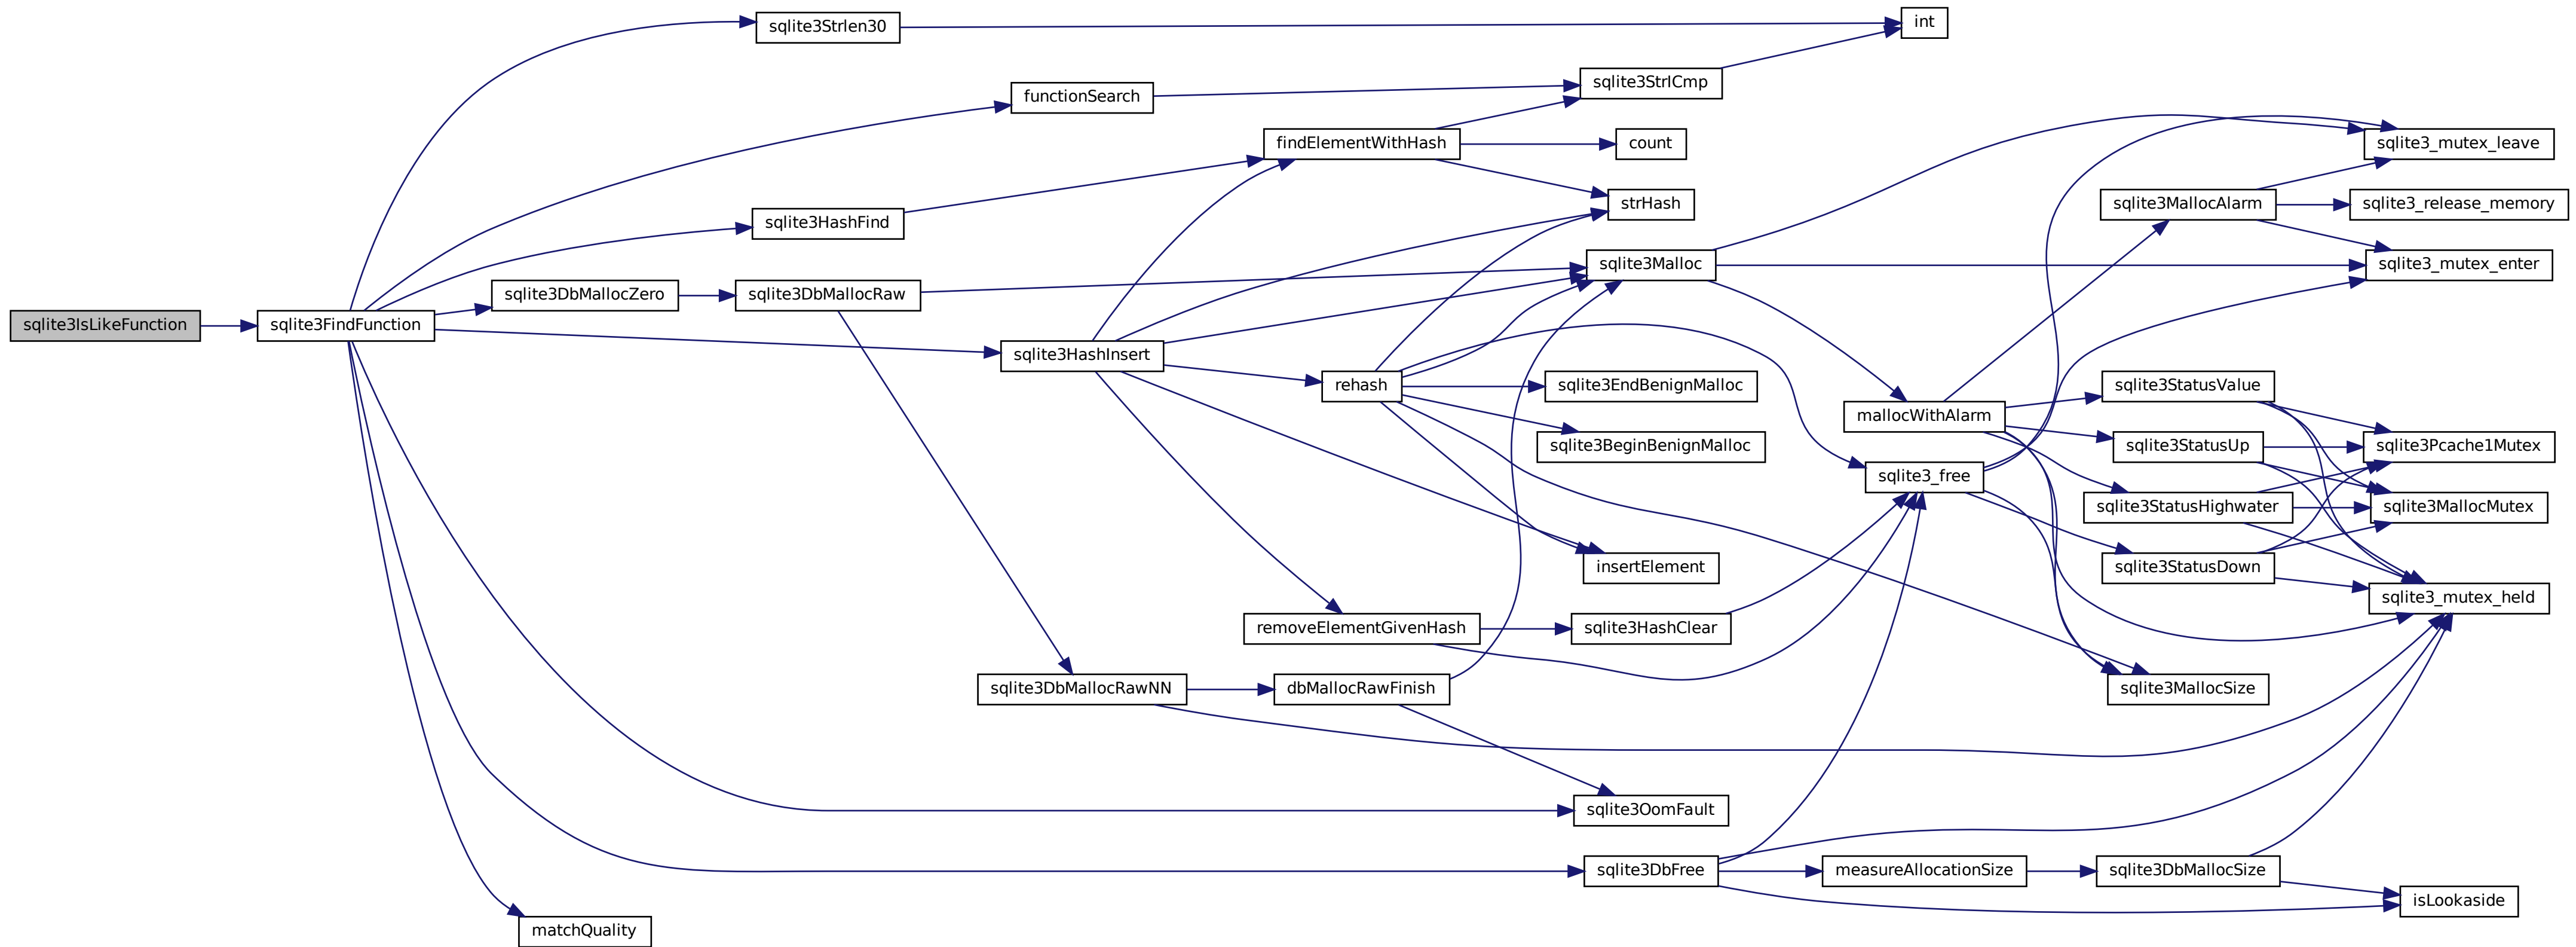 sqlite3IsLikeFunction
sqlite3FindFunction
sqlite3Strlen30
functionSearch
sqlite3HashFind
sqlite3DbMallocZero
sqlite3DbMallocRaw
sqlite3HashInsert
sqlite3DbMallocRawNN
matchQuality
findElementWithHash
rehash
removeElementGivenHash
dbMallocRawFinish
int
sqlite3StrICmp
count
strHash
sqlite3Malloc
sqlite3EndBenignMalloc
sqlite3BeginBenignMalloc
insertElement
sqlite3HashClear
sqlite3OomFault
sqlite3DbFree
mallocWithAlarm
sqlite3_free
measureAllocationSize
sqlite3MallocAlarm
sqlite3StatusValue
sqlite3StatusUp
sqlite3StatusHighwater
sqlite3StatusDown
sqlite3MallocSize
sqlite3DbMallocSize
sqlite3_mutex_leave
sqlite3_release_memory
sqlite3_mutex_enter
sqlite3Pcache1Mutex
sqlite3MallocMutex
sqlite3_mutex_held
isLookaside